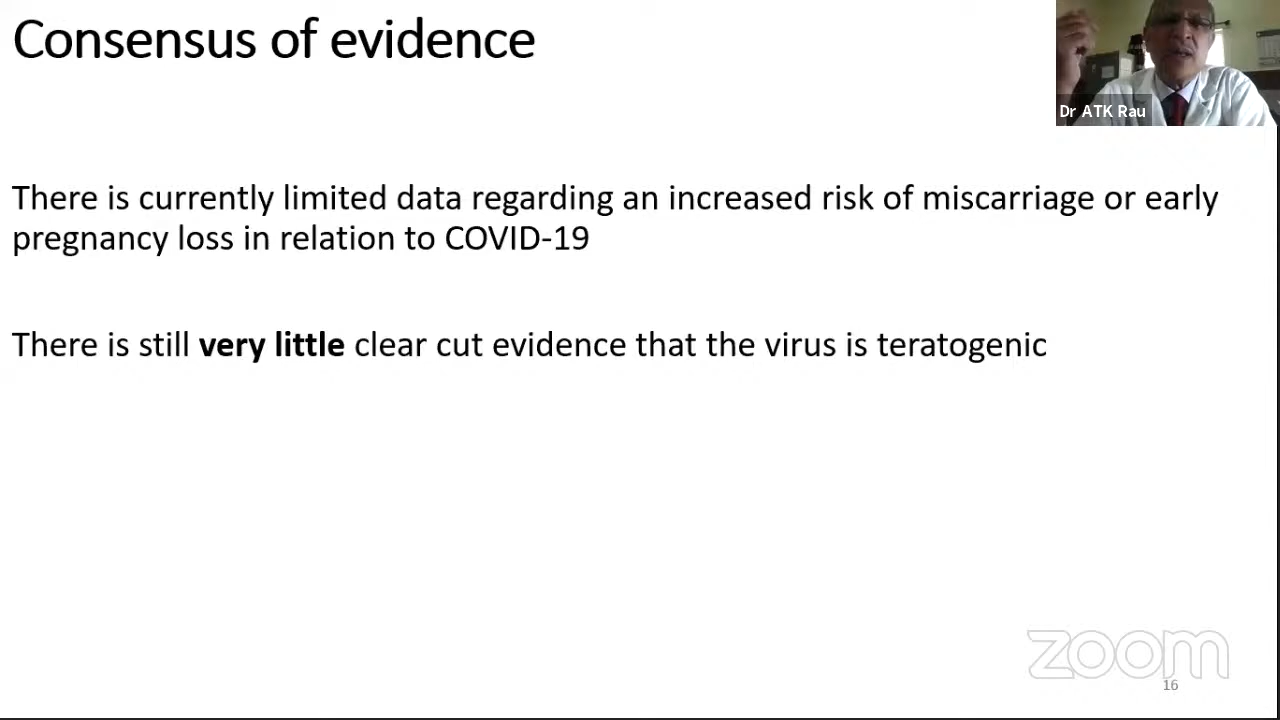 Consensus of evidence
Dr ATK Rau
There is currently limited data regarding an increased risk of miscarriage or early
pregnancy loss in relation to COVID-19
There is still very little clear cut evidence that the virus is teratogenic
zoom
16